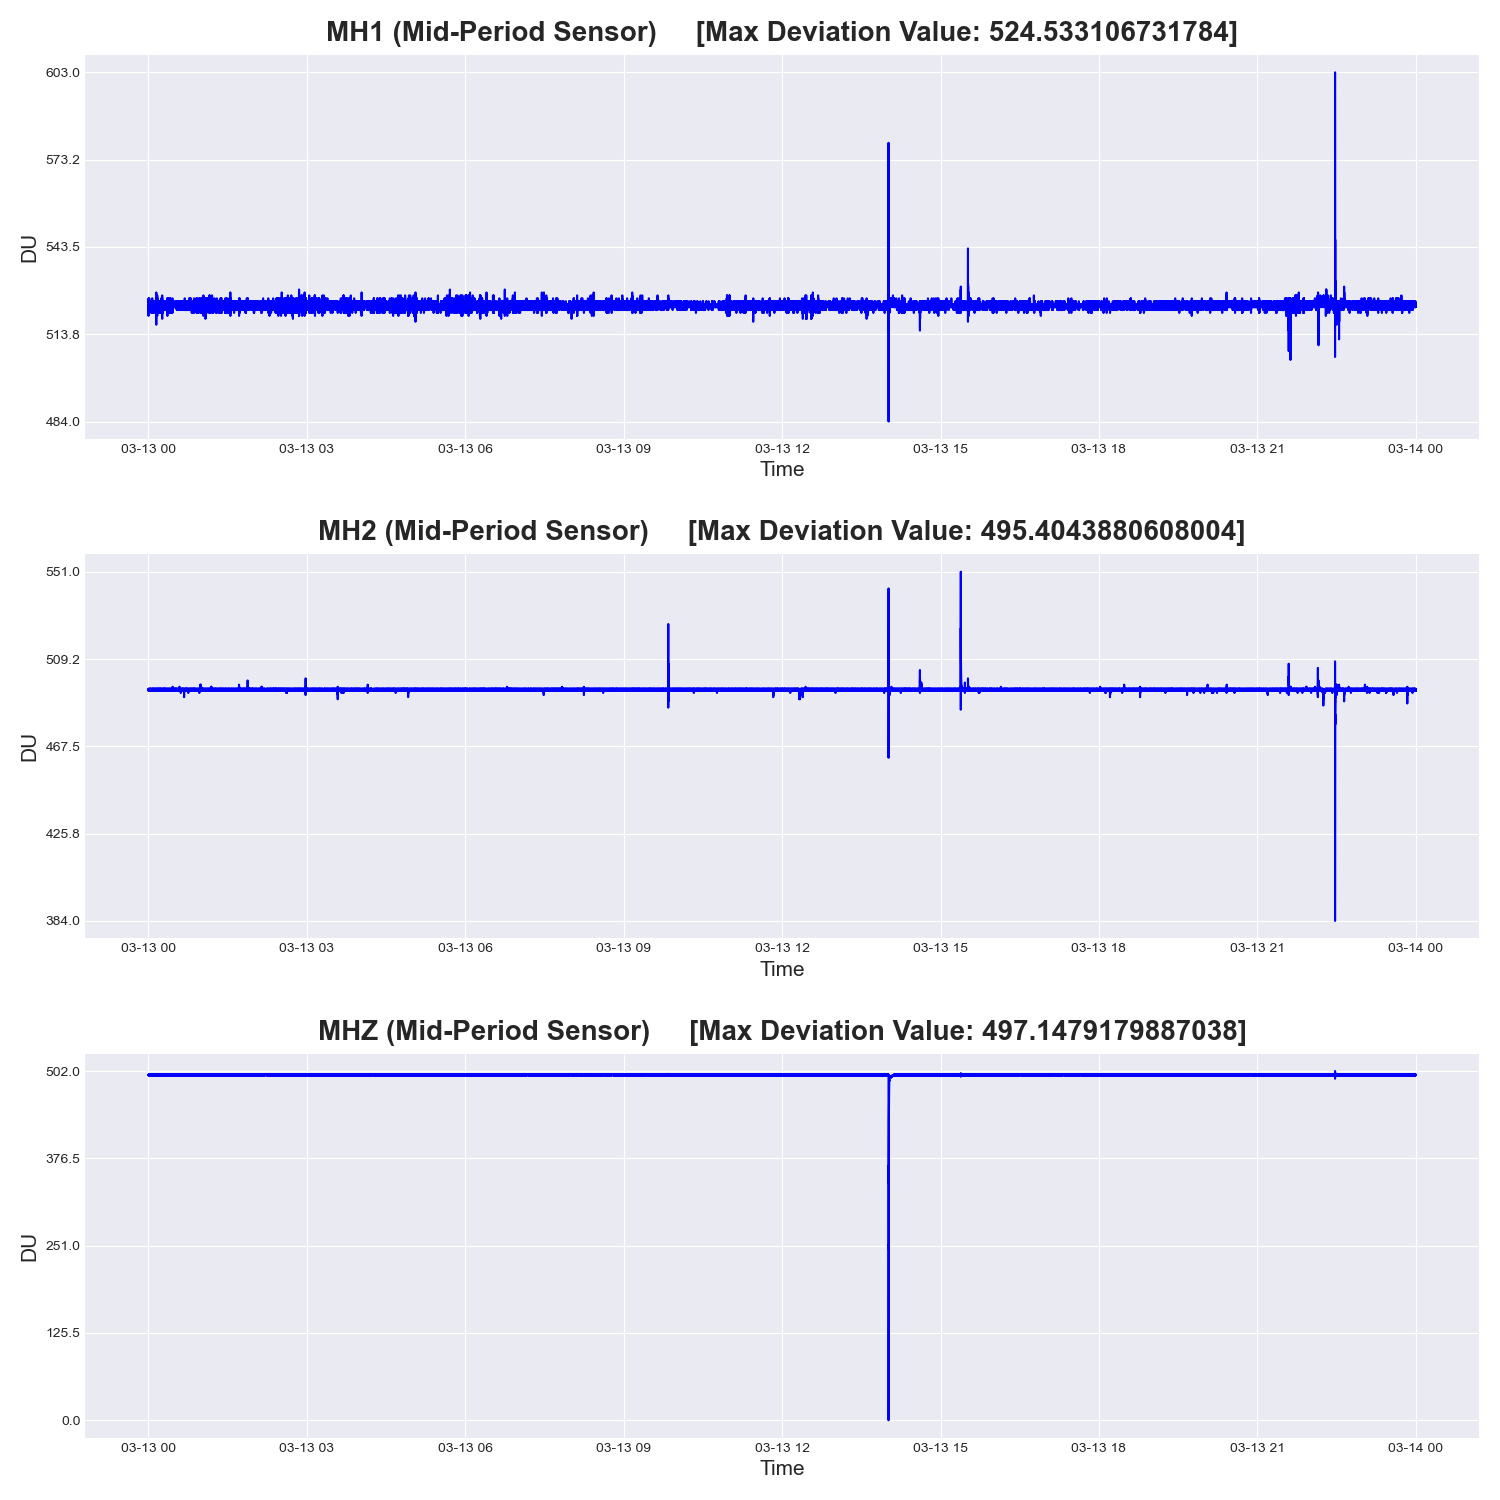 MH1 (Mid-Period Sensor) [Max Deviation Value: 524.533106731784]
603.0
573.2
543.5
513.8
484.0
DU
03-13 00 03-13 03 03-13 06 03-13 09 03-13 12 03-13 15 03-13 18 03-13 21 03-14 00
Time
MH2 (Mid-Period Sensor) [Max Deviation Value: 495.4043880608004]
551.0
509.2
467.5
425.8
384.0
DU
03-13 00 03-13 03 03-13 06 03-13 09 03-13 12 03-13 15 03-13 18 03-13 21 03-14 00
Time
MHZ (Mid-Period Sensor) [Max Deviation Value: 497.1479179887038]
502.0
376.5
251.0
125.5
0.0
DU
03-13 00 03-13 03 03-13 06 03-13 09 03-13 12 03-13 15 03-13 18 03-13 21 03-14 00
Time